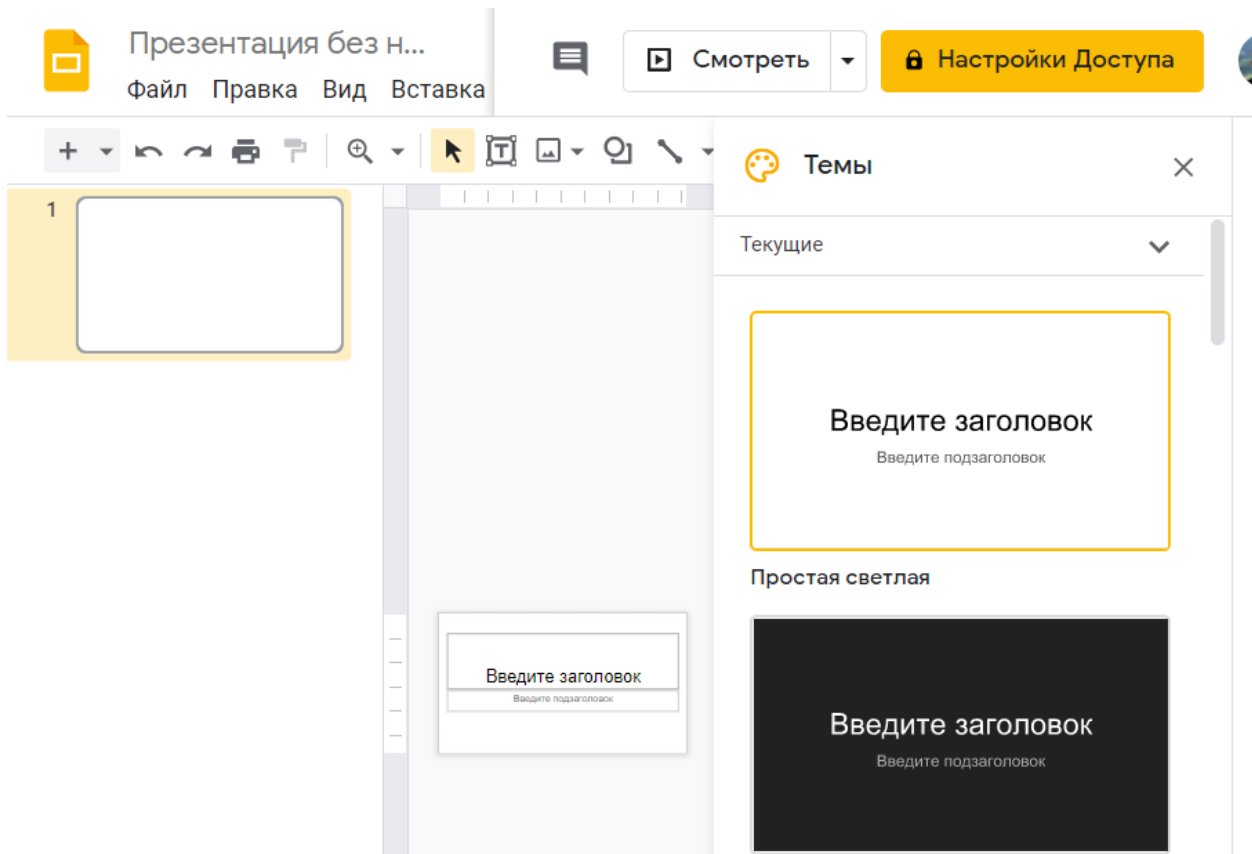 Презентация без н...
Файл Правка Вид Вставка
Смотреть
Настройки Доступа
Темы
1
Текущие
Введите заголовок
Введите подзаголовок
Простая светлая
Введите заголовок
Введите подзаголовок
Введите заголовок
Введите подзаголовок